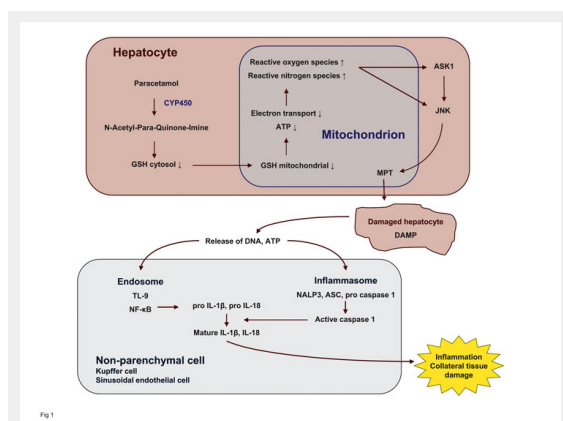 Hepatocyte
Paracetamol
CYP450
N-Acetyl-Para-Quinone-Imine
GSH cytosol ↓
Reactive oxygen species ↑
Reactive nitrogen species ↑
Electron transport ↓
ATP ↓
Mitochondrion
GSH mitochondrial ↓
MPT
ASK1
JNK
Damaged hepatocyte
DAMP
Release of DNA, ATP
Endosome
TL-9
NF-κB
pro IL-1β, pro IL-18
Mature IL-1β, IL-18
Inflammasome
NALP3, ASC, pro caspase 1
Active caspase 1
Non-parenchymal cell
Kupffer cell
Sinusoidal endothelial cell
Inflammation
Collateral tissue
damage
Fig 1